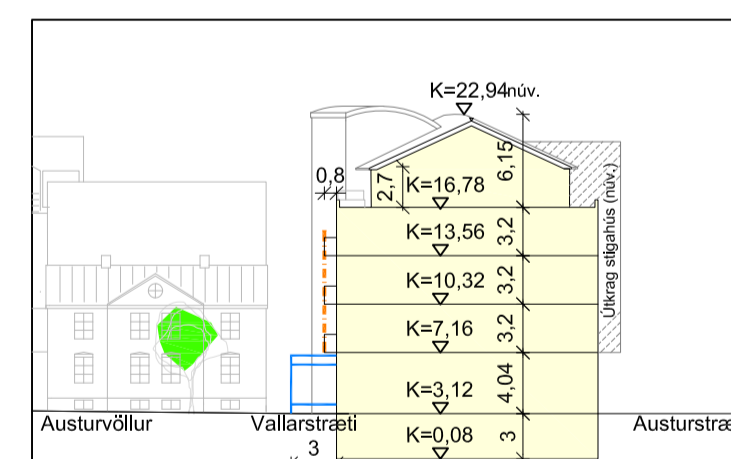 K=22,94núv.
0,8
2,7
K=16,78
6,15
K=13,56
3,2
K=10,32
3,2
K=7,16
3,2
Útkrag stigahús (núv.)
K=3,12
4,04
Austurvöllur
Vallarstræti
Austurstræ
3
K=0,08
3